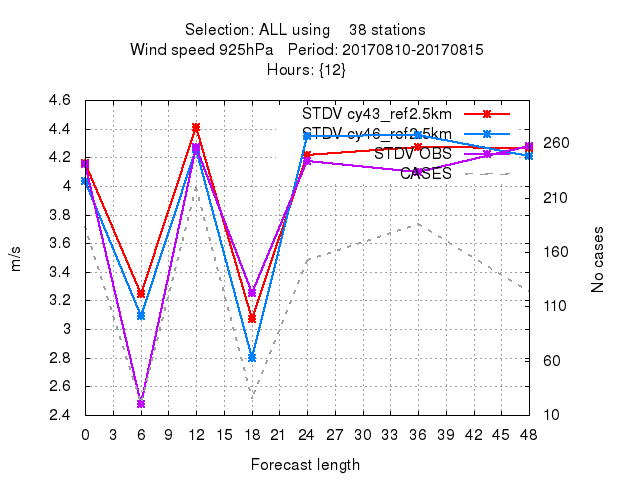 Selection: ALL using 38 stations
Wind speed 925hPa Period: 20170810-20170815
Hours: {12}
STDV cy43_ref2.5km
STDV cy46_ref2.5km
STDV OBS
CASES
4.6
4.4
4.2
4
3.8
3.6
3.4
3.2
3
2.8
2.6
2.4
m/s
260
210
160
110
60
10
No cases
0 3 6 9 12 15 18 21 24 27 30 33 36 39 42 45 48
Forecast length